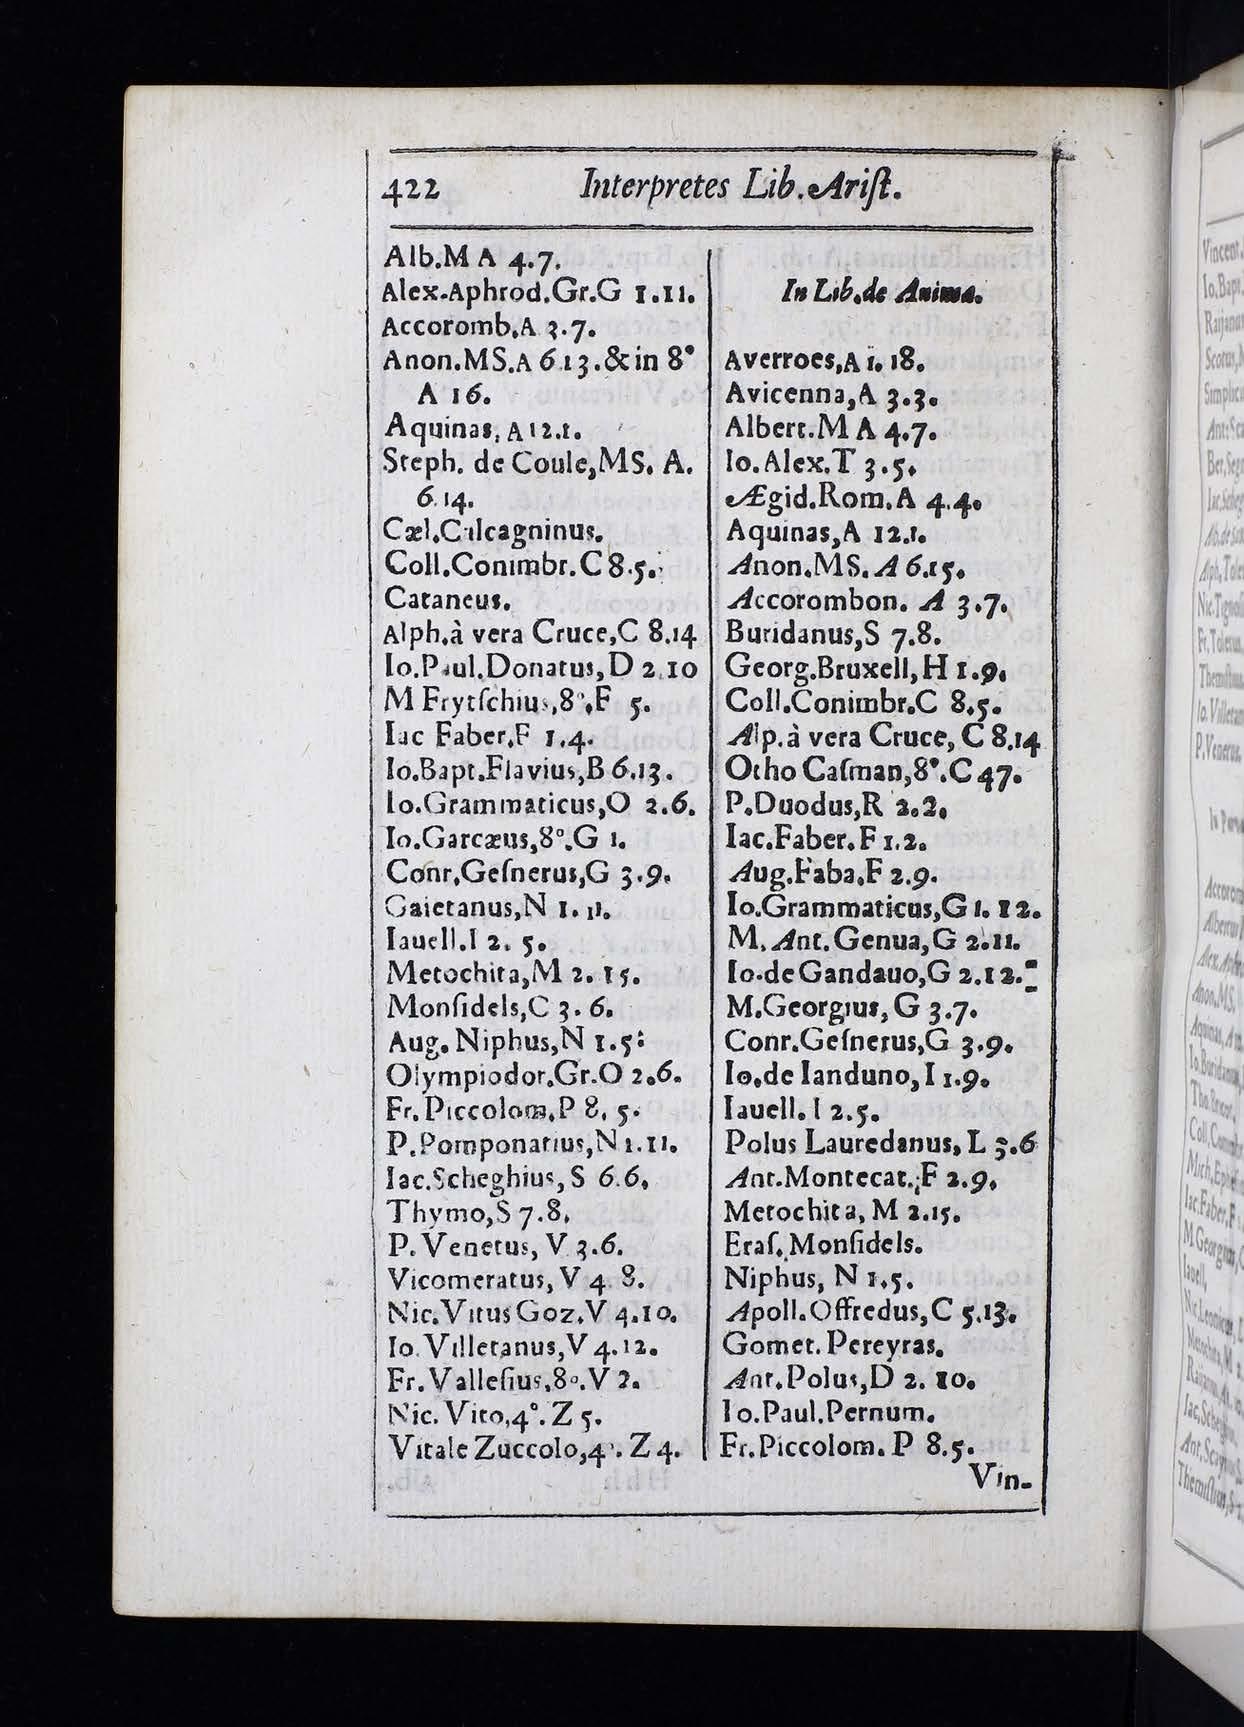 422 Interpretes Lib. Ariſt.
Alb.M A 4.7.
Alex-Aphrod.Gr.G 1.11.
Accoromb.A 3.7.
Anon.MS.A 6 13.& in 8°
A 16.
Aquinas, A 12.1.
Steph. de Coule,MS. A.
6.14.
Cæl.Calcagninus.
Coll.Conimbr.C 8.5.
Cataneus.
Alph.à vera Cruce,C 8.14
Io.Paul.Donatus, D 2.10
M Frytſchius,8°.F 5.
Iac Faber.F 1.4.
Io.Bapt.Flavius,B 6.13.
Io.Grammaticus,O 2.6.
Io.Garcæus,8°.G 1.
Conr.Geſnerus,G 3.9.
Gaietanus,N 1.11.
Iauell.I 2.5.
Metochita,M 2.15.
Monſidels,C 3.6.
Aug. Niphus,N 1.5:
Olympiodor.Gr.O 2.6.
Fr. Piccolom.P 8.5.
P.Pomponatius,N 1.11.
Iac.Scheghius, S 6.6.
Thymo,S 7.8.
P. Venetus, V 3.6.
Vicomeratus, V 4 8.
Nic.Vitus Goz.V 4.10.
Io.Villetanus,V 4.12.
Fr. Valleſius,8°.V 2.
Nic. Vito,4°.Z 5.
Vitale Zuccolo,4°. Z 4.
In Lib.de Anima.
Averroes,A 1.18.
Avicenna,A 3.3.
Albert.M A 4.7.
Io.Alex.T 3.5.
Ægid.Rom.A 4.4.
Aquinas,A 12.1.
Anon.MS.A 6.15.
Accorombon. A 3.7.
Buridanus,S 7.8.
Georg.Bruxell,H 1.9.
Coll.Conimbr.C 8.5.
Alp.à vera Cruce, C 8.14
Otho Caſman,8°.C 47.
P.Duodus,R 2.2.
Iac.Faber.F 1.2.
Aug.Faba.F 2.9.
Io.Grammaticus,G 1.12.
M. Ant.Genua,G 2.11.
Io.de Gandauo,G 2.12.
M.Georgius, G 3.7.
Conr.Geſnerus,G 3.9.
Io.de Ianduno, I 1.9.
Iauell. I 2.5.
Polus Lauredanus, L 3.6
Ant.Montecat.;F 2.9.
Metochita, M 2.15.
Eraſ.Monſidels.
Niphus, N 1.5.
Apoll.Offredus,C 5.13.
Gomet. Pereyras.
Ant.Polus,D 2.10.
Io.Paul.Pernum.
Fr.Piccolom. P 8.5.
Vin-